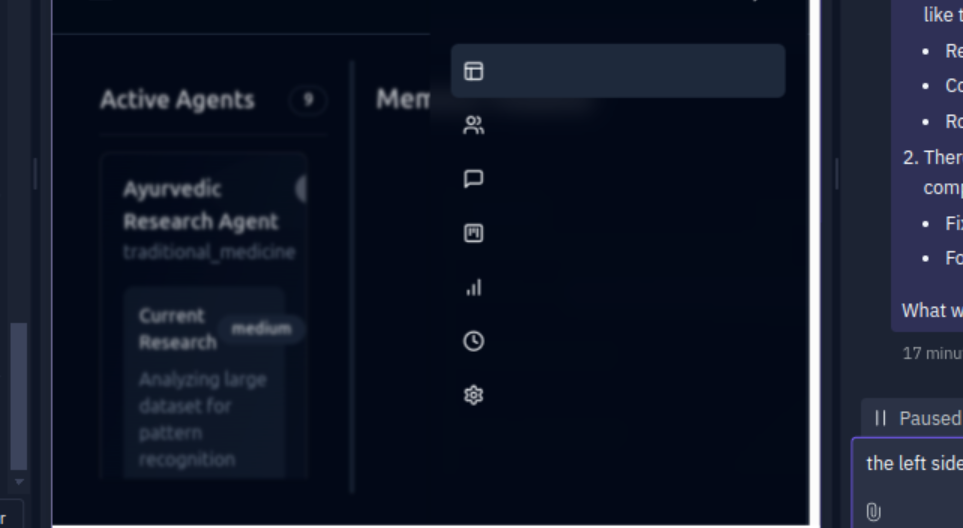 Active Agents 9
Mem
Ayurvedic
Research Agent
traditional_medicine
Current
Research
medium
Analyzing large
dataset for
pattern
recognition
r
like t
• Re
• Co
• Ro
2. Ther
comp
• Fix
• Fo
What w
17 minu
Paused
the left side